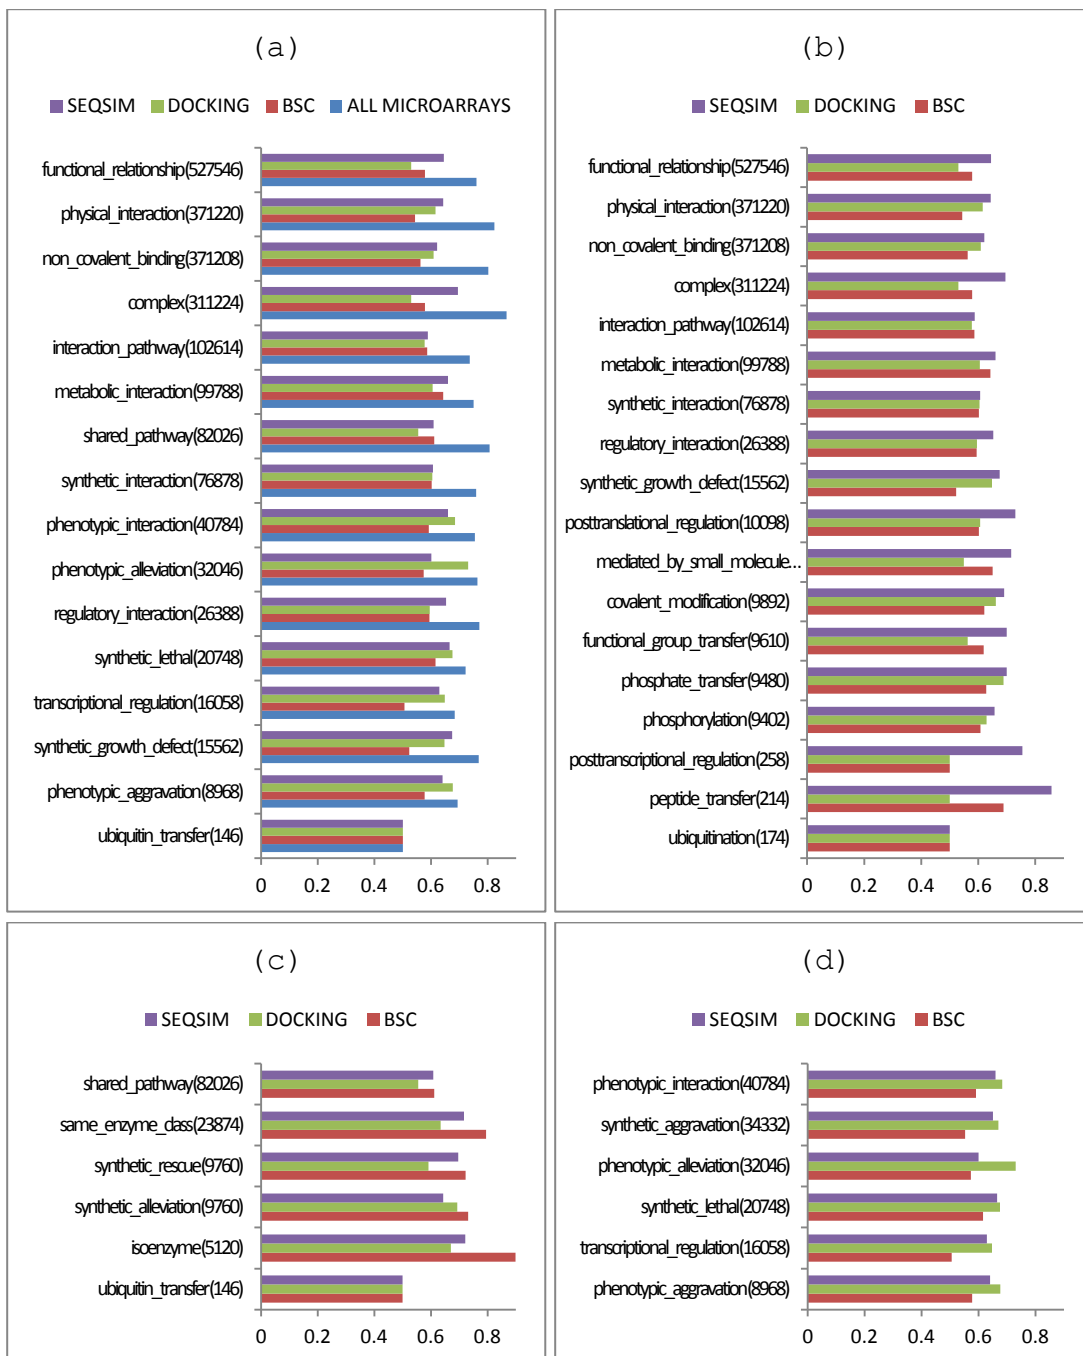 (a)
SEQSIM DOCKING BSC ALL MICROARRAYS
functional_relationship(527546)
physical_interaction(371220)
non_covalent_binding(371208)
complex(311224)
interaction_pathway(102614)
metabolic_interaction(99788)
shared_pathway(82026)
synthetic_interaction(76878)
phenotypic_interaction(40784)
phenotypic_alleviation(32046)
regulatory_interaction(26388)
synthetic_lethal(20748)
transcriptional_regulation(16058)
synthetic_growth_defect(15562)
phenotypic_aggravation(8968)
ubiquitin_transfer(146)
0 0.2 0.4 0.6 0.8
(b)
SEQSIM DOCKING BSC
functional_relationship(527546)
physical_interaction(371220)
non_covalent_binding(371208)
complex(311224)
interaction_pathway(102614)
metabolic_interaction(99788)
synthetic_interaction(76878)
regulatory_interaction(26388)
synthetic_growth_defect(15562)
posttranslational_regulation(10098)
mediated_by_small_molecule...
covalent_modification(9892)
functional_group_transfer(9610)
phosphate_transfer(9480)
phosphorylation(9402)
posttranscriptional_regulation(258)
peptide_transfer(214)
ubiquitination(174)
0 0.2 0.4 0.6 0.8
(c)
SEQSIM DOCKING BSC
shared_pathway(82026)
same_enzyme_class(23874)
synthetic_rescue(9760)
synthetic_alleviation(9760)
isoenzyme(5120)
ubiquitin_transfer(146)
0 0.2 0.4 0.6 0.8
(d)
SEQSIM DOCKING BSC
phenotypic_interaction(40784)
synthetic_aggravation(34332)
phenotypic_alleviation(32046)
synthetic_lethal(20748)
transcriptional_regulation(16058)
phenotypic_aggravation(8968)
0 0.2 0.4 0.6 0.8